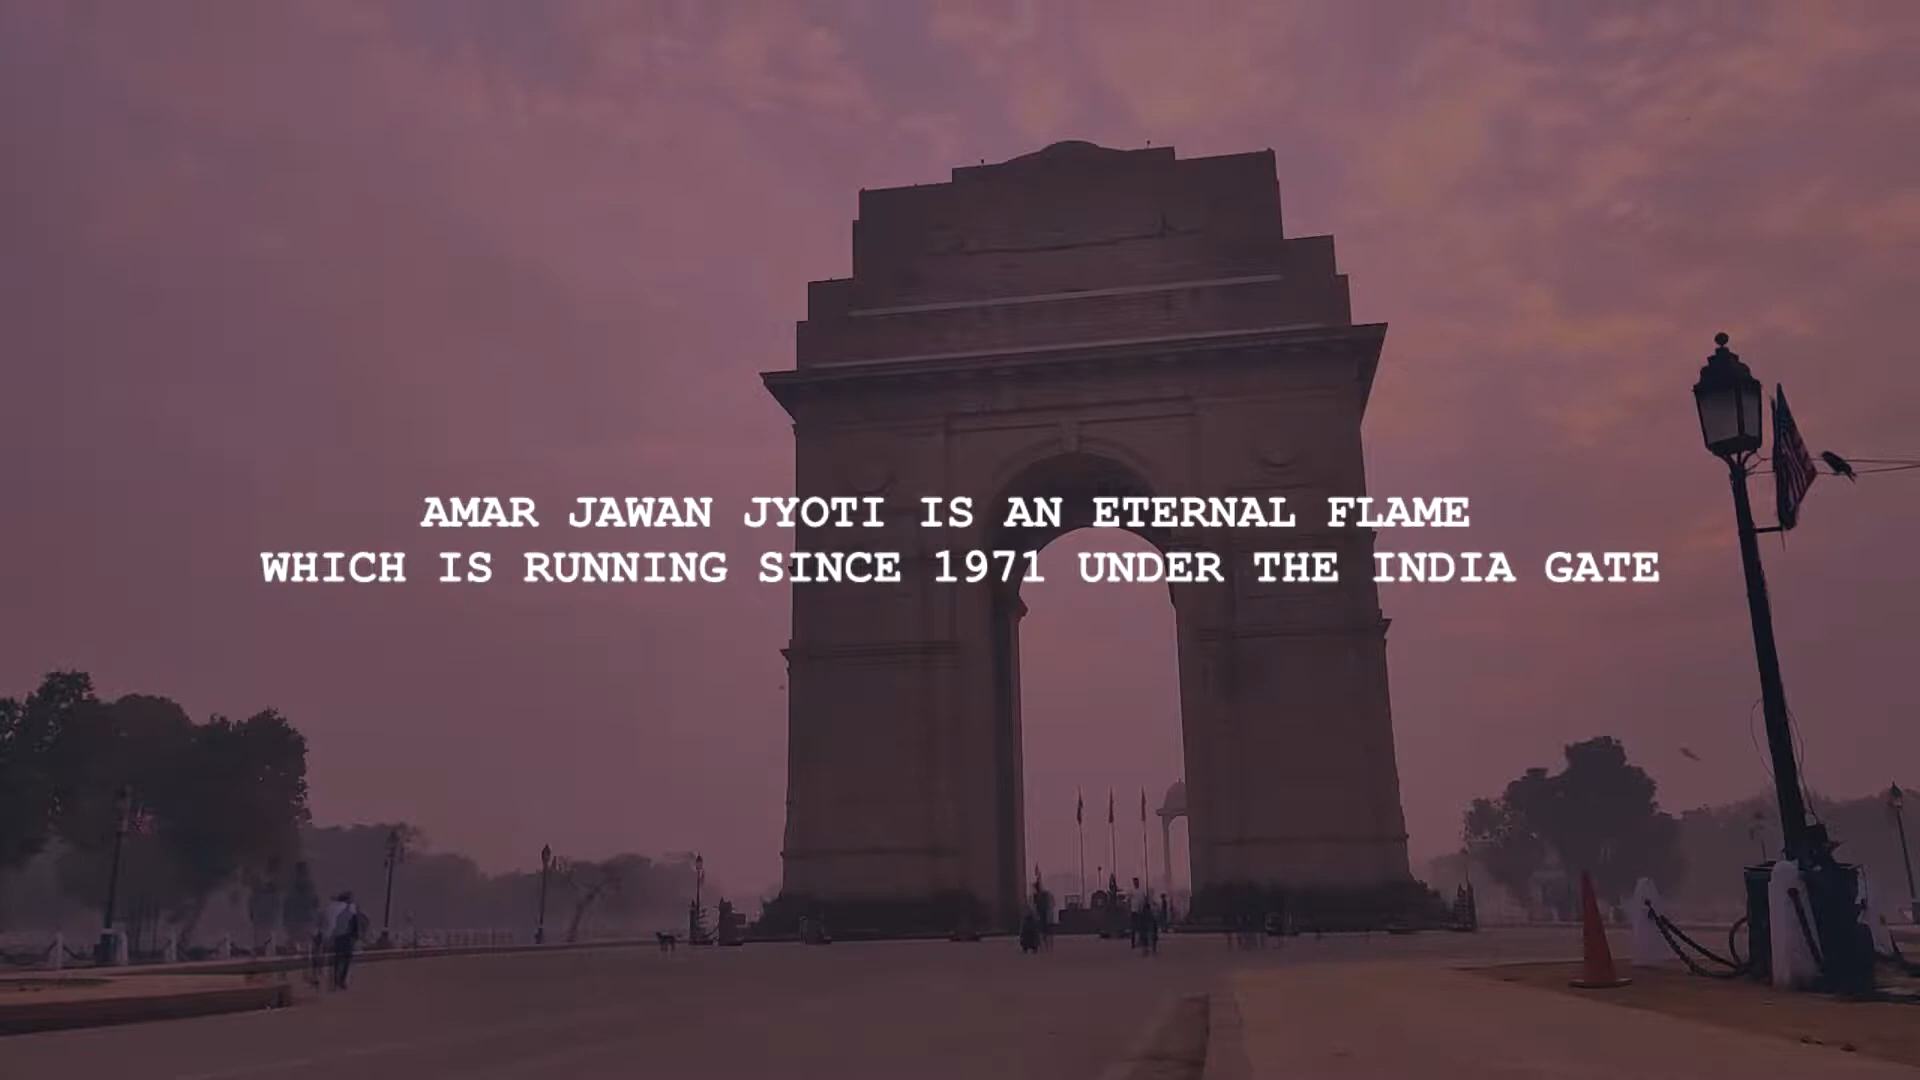 AMAR JAWAN JYOTI IS AN ETERNAL FLAME
WHICH IS RUNNING SINCE 1971 UNDER THE INDIA GATE